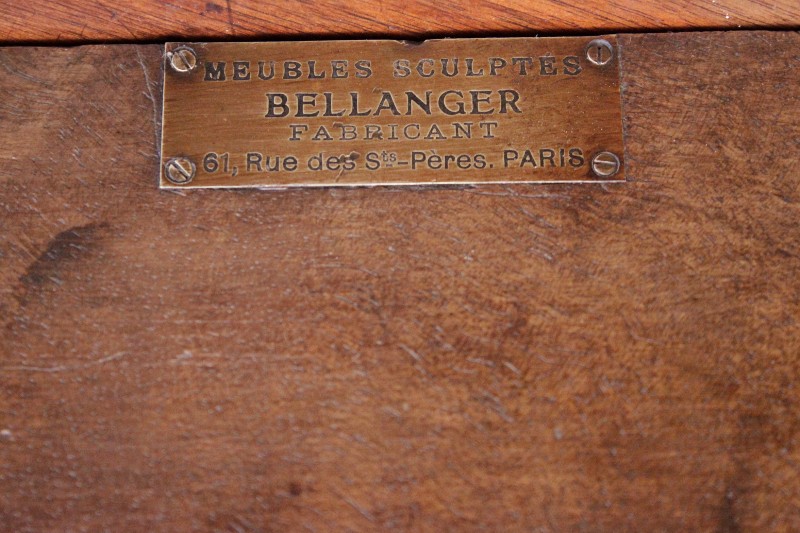 MEUBLES SCULPTÉS
BELLANGER
FABRICANT
61, Rue des Sts-Pères. PARIS